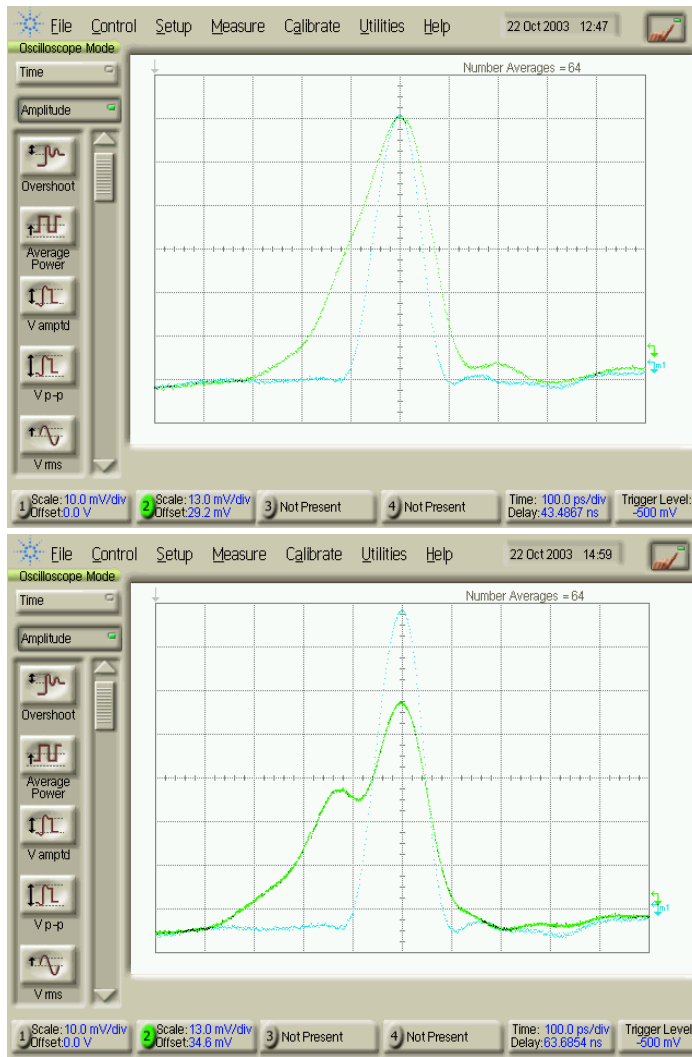 File Control Setup Measure Calibrate Utilities Help 22 Oct 2003 12:47
Oscilloscope Mode
Time
Number Averages = 64
Amplitude
Overshoot
Average
Power
V amptd
V p-p
V rms
m1
1 Scale: 10.0 mV/div
Offset: 0.0 V
2 Scale: 13.0 mV/div
Offset: 29.2 mV
3 Not Present
4 Not Present
Time: 100.0 ps/div
Delay: 43.4867 ns
Trigger Level:
-500 mV
File Control Setup Measure Calibrate Utilities Help 22 Oct 2003 14:59
Oscilloscope Mode
Time
Number Averages = 64
Amplitude
Overshoot
Average
Power
V amptd
V p-p
V rms
m1
1 Scale: 10.0 mV/div
Offset: 0.0 V
2 Scale: 13.0 mV/div
Offset: 34.6 mV
3 Not Present
4 Not Present
Time: 100.0 ps/div
Delay: 63.6854 ns
Trigger Level
-500 mV